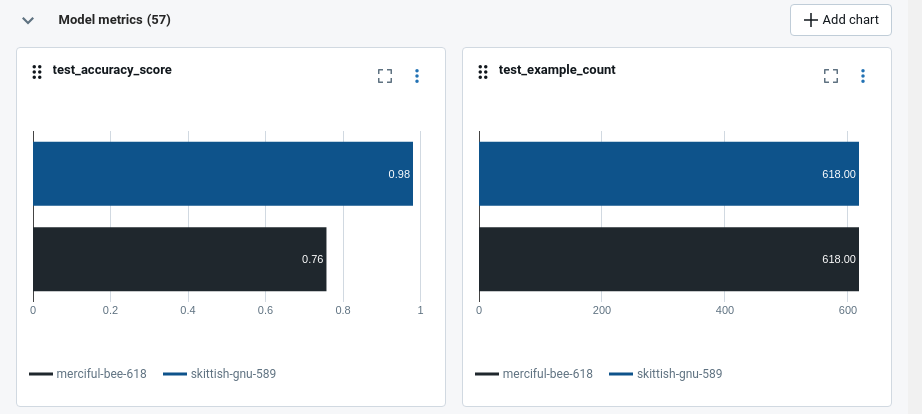 Model metrics (57)
Add chart
test_accuracy_score
0.98
0.76
0 0.2 0.4 0.6 0.8 1
merciful-bee-618 skittish-gnu-589
test_example_count
618.00
618.00
0 200 400 600
merciful-bee-618 skittish-gnu-589